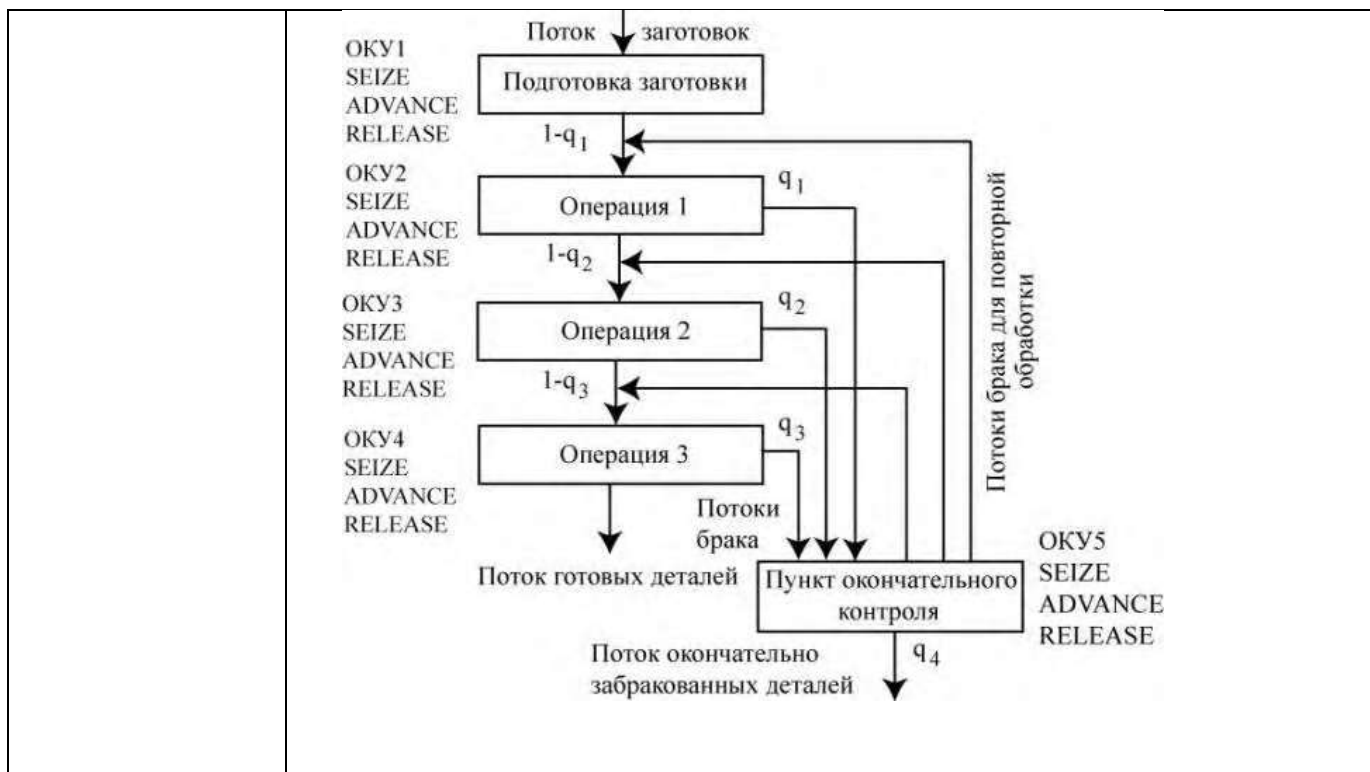 Поток заготовок
ОКУ1
SEIZE
ADVANCE
RELEASE
Подготовка заготовки
1-q1
ОКУ2
SEIZE
ADVANCE
RELEASE
Операция 1
q1
1-q2
ОКУ3
SEIZE
ADVANCE
RELEASE
Операция 2
q2
1-q3
ОКУ4
SEIZE
ADVANCE
RELEASE
Операция 3
q3
Потоки брака для повторной
обработки
Потоки
брака
Поток готовых деталей
Пункт окончательного
контроля
ОКУ5
SEIZE
ADVANCE
RELEASE
Поток окончательно
забракованных деталей
q4